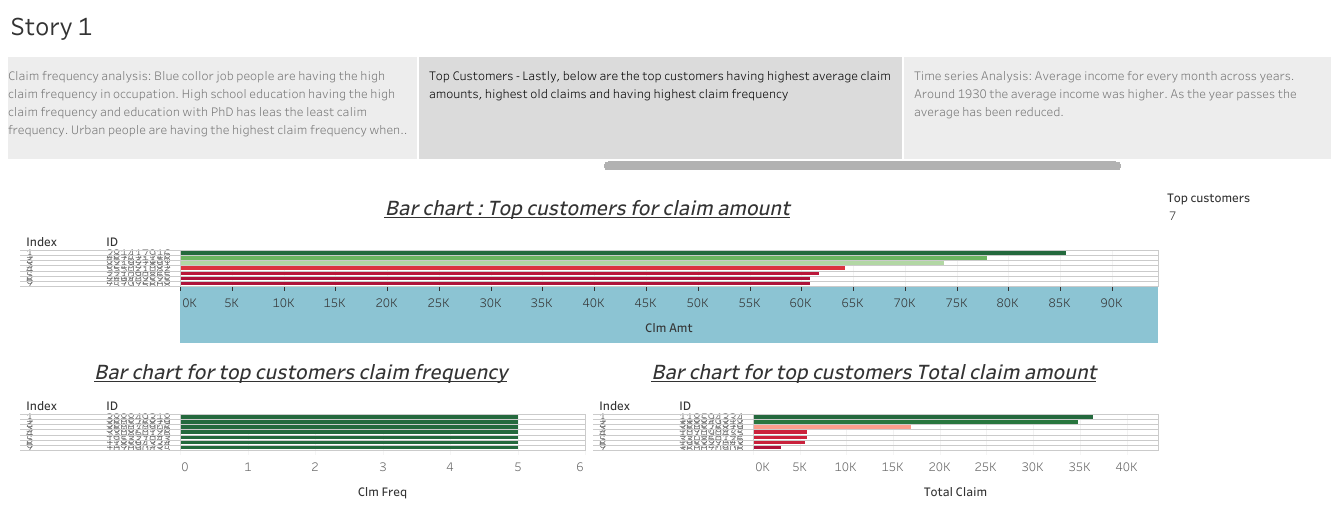 Story 1
Claim frequency analysis: Blue collor job people are having the high
claim frequency in occupation. High school education having the high
claim frequency and education with PhD has leas the least calim
frequency. Urban people are having the highest claim frequency when..
Top Customers - Lastly, below are the top customers having highest average claim
amounts, highest old claims and having highest claim frequency
Time series Analysis: Average income for every month across years.
Around 1930 the average income was higher. As the year passes the
average has been reduced.
Bar chart : Top customers for claim amount
Top customers
7
Index ID
0K 5K 10K 15K 20K 25K 30K 35K 40K 45K 50K 55K 60K 65K 70K 75K 80K 85K 90K
Clm Amt
Bar chart for top customers claim frequency
Index ID
0 1 2 3 4 5 6
Clm Freq
Bar chart for top customers Total claim amount
Index ID
0K 5K 10K 15K 20K 25K 30K 35K 40K
Total Claim